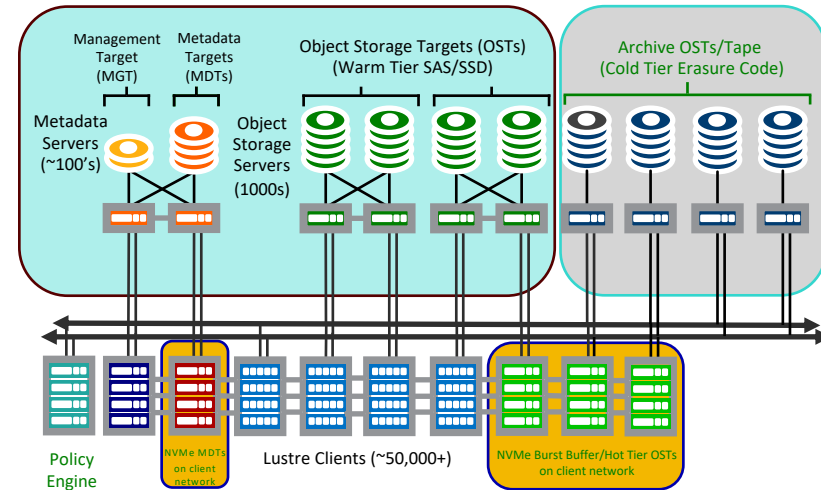 Management
Target
(MGT)
Metadata
Targets
(MDTs)
Object Storage Targets (OSTs)
(Warm Tier SAS/SSD)
Archive OSTs/Tape
(Cold Tier Erasure Code)
Metadata
Servers
(~100's)
Object
Storage
Servers
(1000s)
Policy
Engine
NVMe MDTs
on client
network
Lustre Clients (~50,000+)
NVMe Burst Buffer/Hot Tier OSTs
on client network